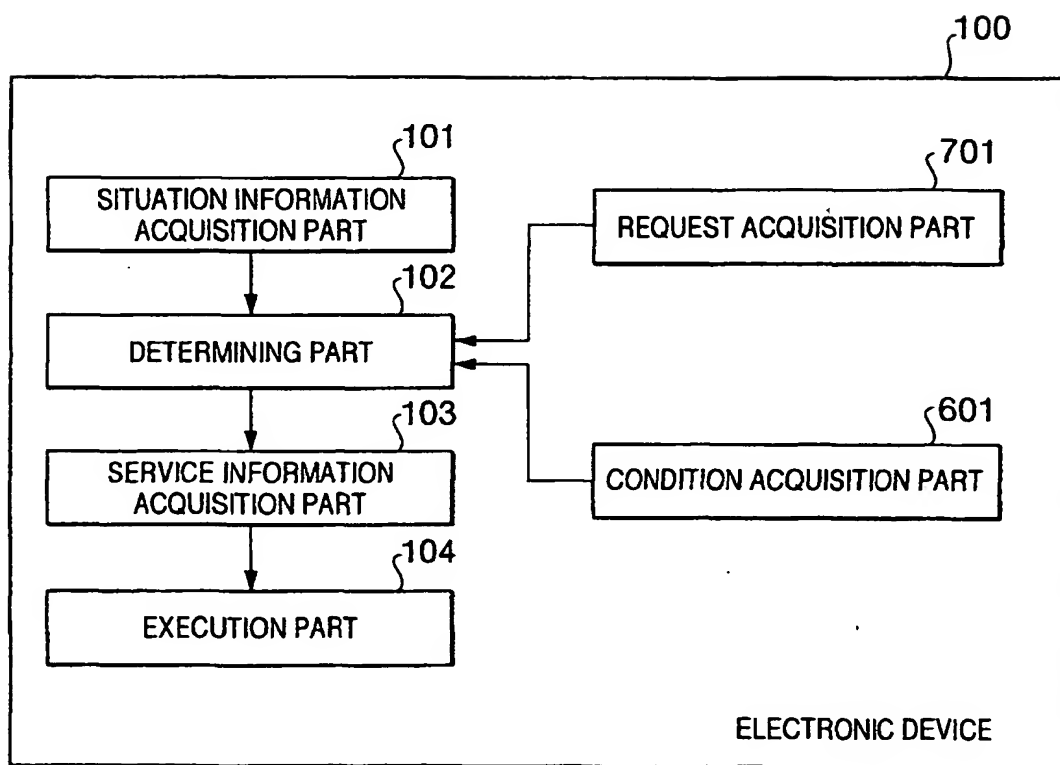 100
101
SITUATION INFORMATION
ACQUISITION PART
701
REQUEST ACQUISITION PART
102
DETERMINING PART
103
SERVICE INFORMATION
ACQUISITION PART
601
CONDITION ACQUISITION PART
104
EXECUTION PART
ELECTRONIC DEVICE